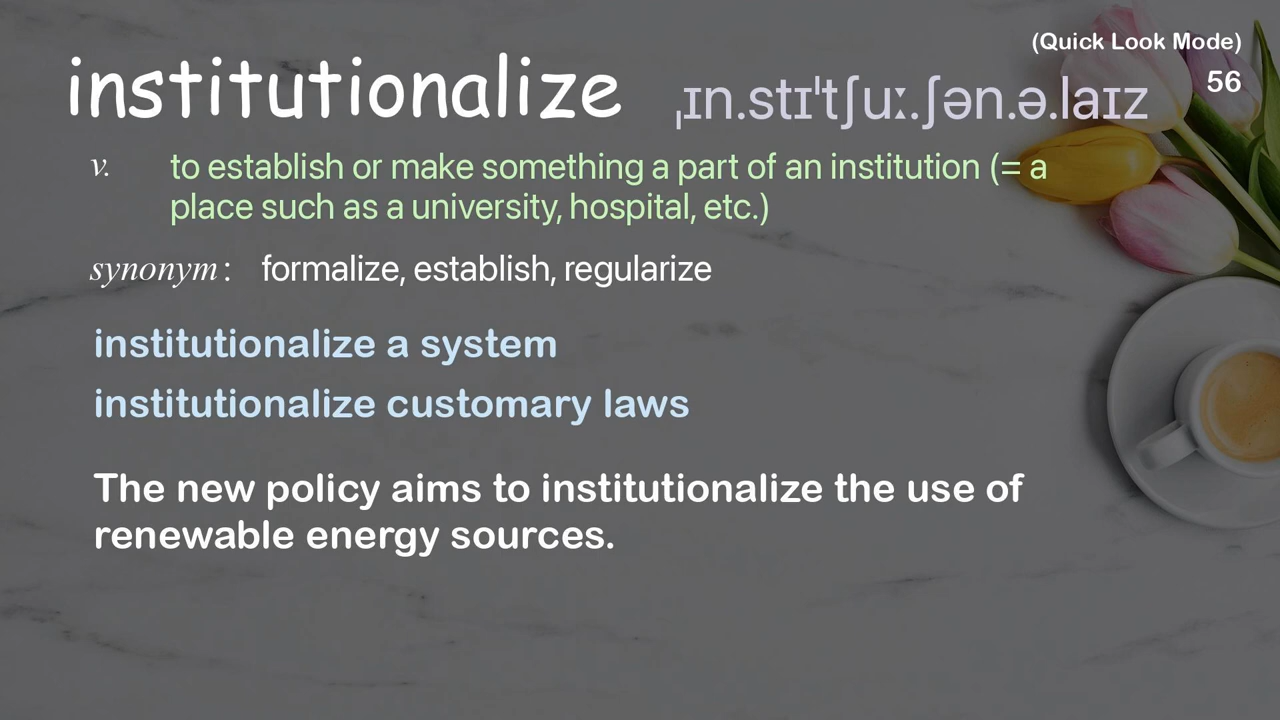 (Quick Look Mode)
institutionalize ˌɪn.stɪˈtʃuː.ʃən.ə.laɪz 56
v. to establish or make something a part of an institution (= a
place such as a university, hospital, etc.)
synonym: formalize, establish, regularize
institutionalize a system
institutionalize customary laws
The new policy aims to institutionalize the use of
renewable energy sources.